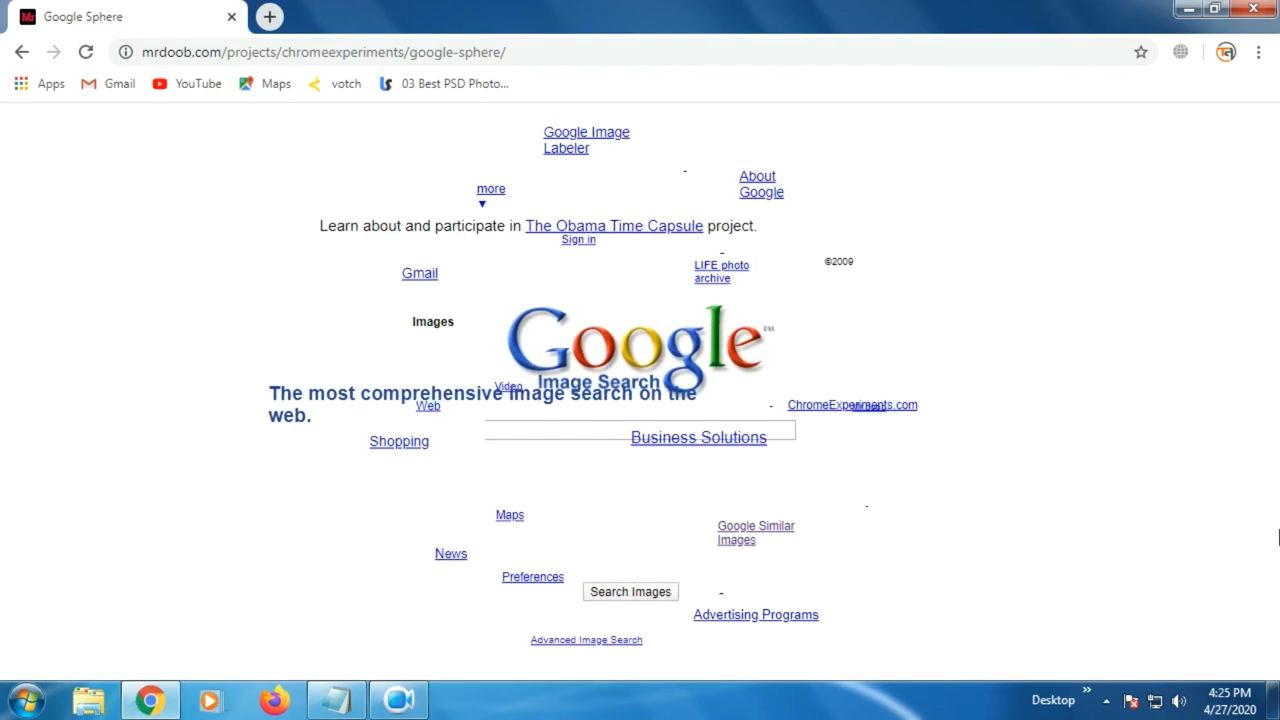 Mr Google Sphere
mrdoob.com/projects/chromeexperiments/google-sphere/
Apps Gmail YouTube Maps votch 03 Best PSD Photo...
Google Image
Labeler
-
About
Google
more
Learn about and participate in The Obama Time Capsule project.
Sign in
-
LIFE photo
archive
©2009
Gmail
Images
Google™
Image Search
Video
The most comprehensive image search on the
web.
Web
-
ChromeExperiments.com
Shopping
Business Solutions
-
Maps
Google Similar
Images
News
Preferences
Search Images
-
Advertising Programs
Advanced Image Search
Desktop
4:25 PM
4/27/2020